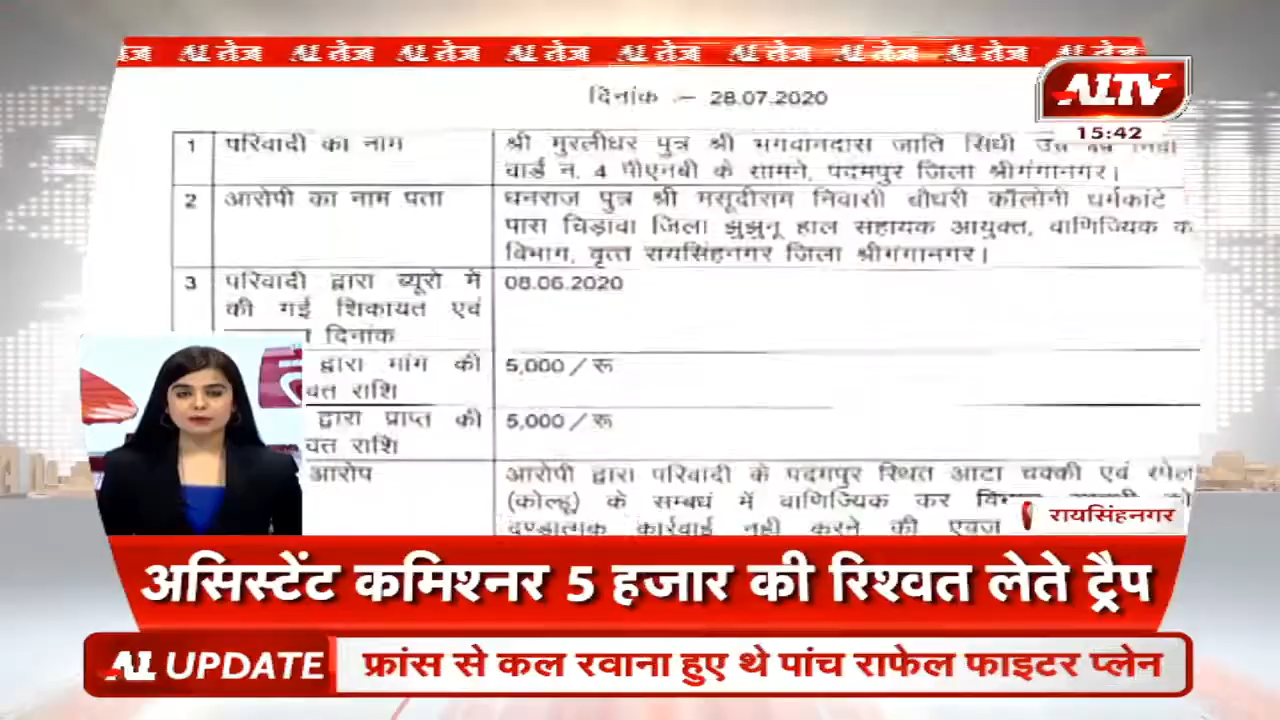 AL तेज AL तेज AL तेज AL तेज AL तेज AL तेज AL तेज AL तेज AL तेज
ALTV
15:42
दिनांक :— 28.07.2020
1 परिवादी का नाम श्री मुरलीधर पुत्र श्री भगवानदास जाति सिंधी
वार्ड न. 4 पीएनबी के सामने, पदमपुर जिला श्रीगंगानगर।
2 आरोपी का नाम पता धनराज पुत्र श्री मसूदीराम निवासी चौधरी कॉलोनी धर्मकांटे
पास चिड़ावा जिला झुझुनू हाल सहायक आयुक्त, वाणिज्यिक क
विभाग, वृत्त रायसिंहनगर जिला श्रीगंगानगर।
3 परिवादी द्वारा ब्यूरो में 08.06.2020
की गई शिकायत एवं
दिनांक
द्वारा मांग की 5,000 / रू
वत राशि
द्वारा प्राप्त की 5,000 / रू
वत राशि
आरोप आरोपी द्वारा परिवादी के पदमपुर स्थित आटा चक्की एवं स्पेल
(कोल्हू) के सम्बधं में वाणिज्यिक कर
दण्डात्मक कार्रवाई नही करने की एवज
रायसिंहनगर
असिस्टेंट कमिश्नर 5 हजार की रिश्वत लेते ट्रैप
AL UPDATE फ्रांस से कल रवाना हुए थे पांच राफेल फाइटर प्लेन